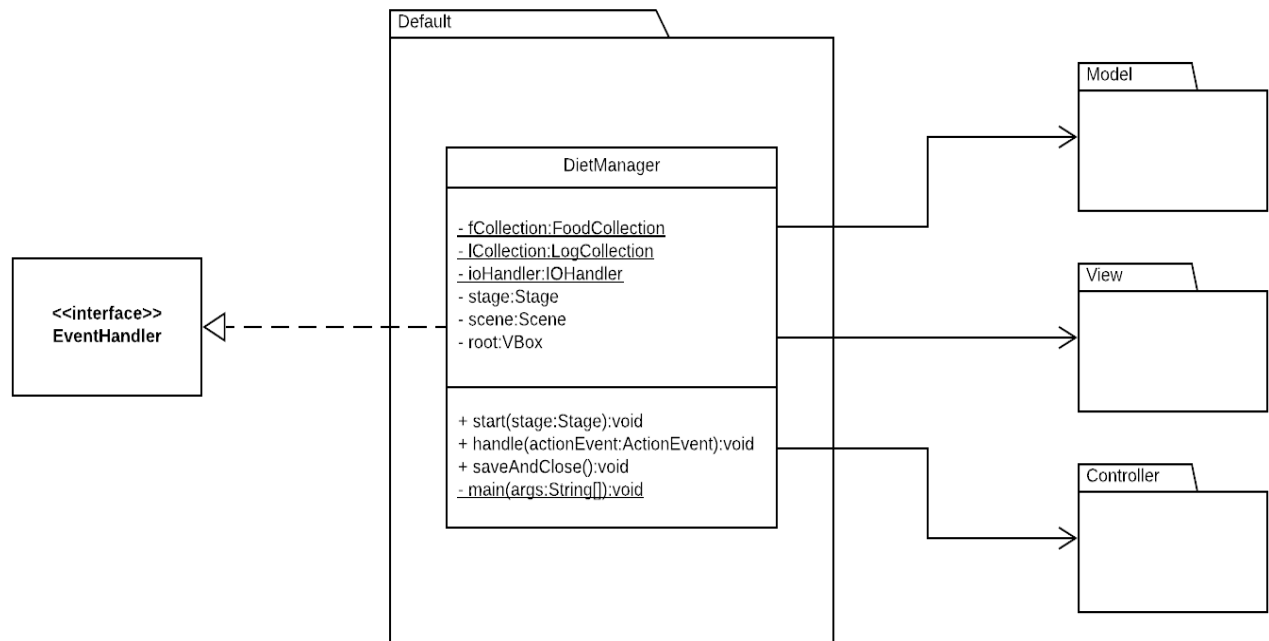 Default
DietManager
- fCollection:FoodCollection
- lCollection:LogCollection
- ioHandler:IOHandler
- stage:Stage
- scene:Scene
- root:VBox
+ start(stage:Stage):void
+ handle(actionEvent:ActionEvent):void
+ saveAndClose():void
- main(args:String[]):void
<<interface>>
EventHandler
Model
View
Controller